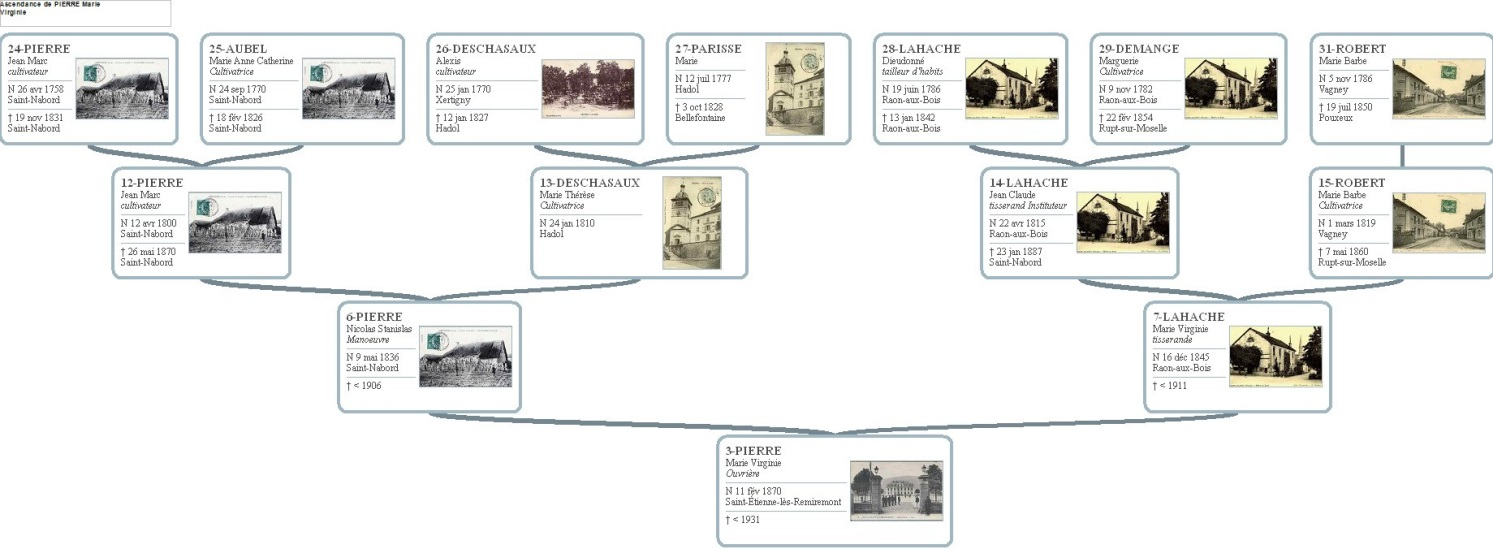 Ascendance de PIERRE Marie
Virginie
24-PIERRE
Jean Marc
cultivateur
N 26 avr 1758
Saint-Nabord
† 19 nov 1831
Saint-Nabord
25-AUBEL
Marie Anne Catherine
Cultivatrice
N 24 sep 1770
Saint-Nabord
† 18 fév 1826
Saint-Nabord
26-DESCHASAUX
Alexis
cultivateur
N 25 jan 1770
Xertigny
† 12 jan 1827
Hadol
27-PARISSE
Marie
N 12 juil 1777
Hadol
† 3 oct 1828
Bellefontaine
28-LAHACHE
Dieudonné
tailleur d'habits
N 19 juin 1786
Raon-aux-Bois
† 13 jan 1842
Raon-aux-Bois
29-DEMANGE
Marguerie
Cultivatrice
N 9 nov 1782
Raon-aux-Bois
† 22 fév 1854
Rupt-sur-Moselle
31-ROBERT
Marie Barbe
N 5 nov 1786
Vagney
† 19 juil 1850
Pouxeux
12-PIERRE
Jean Marc
cultivateur
N 12 avr 1800
Saint-Nabord
† 26 mai 1870
Saint-Nabord
13-DESCHASAUX
Marie Thérèse
Cultivatrice
N 24 jan 1810
Hadol
14-LAHACHE
Jean Claude
tisserand Instituteur
N 22 avr 1815
Raon-aux-Bois
† 23 jan 1887
Saint-Nabord
15-ROBERT
Marie Barbe
Cultivatrice
N 1 mars 1819
Vagney
† 7 mai 1860
Rupt-sur-Moselle
6-PIERRE
Nicolas Stanislas
Manoeuvre
N 9 mai 1836
Saint-Nabord
† < 1906
7-LAHACHE
Marie Virginie
tisserande
N 16 déc 1845
Raon-aux-Bois
† < 1911
3-PIERRE
Marie Virginie
Ouvrière
N 11 fév 1870
Saint-Étienne-lès-Remiremont
† < 1931